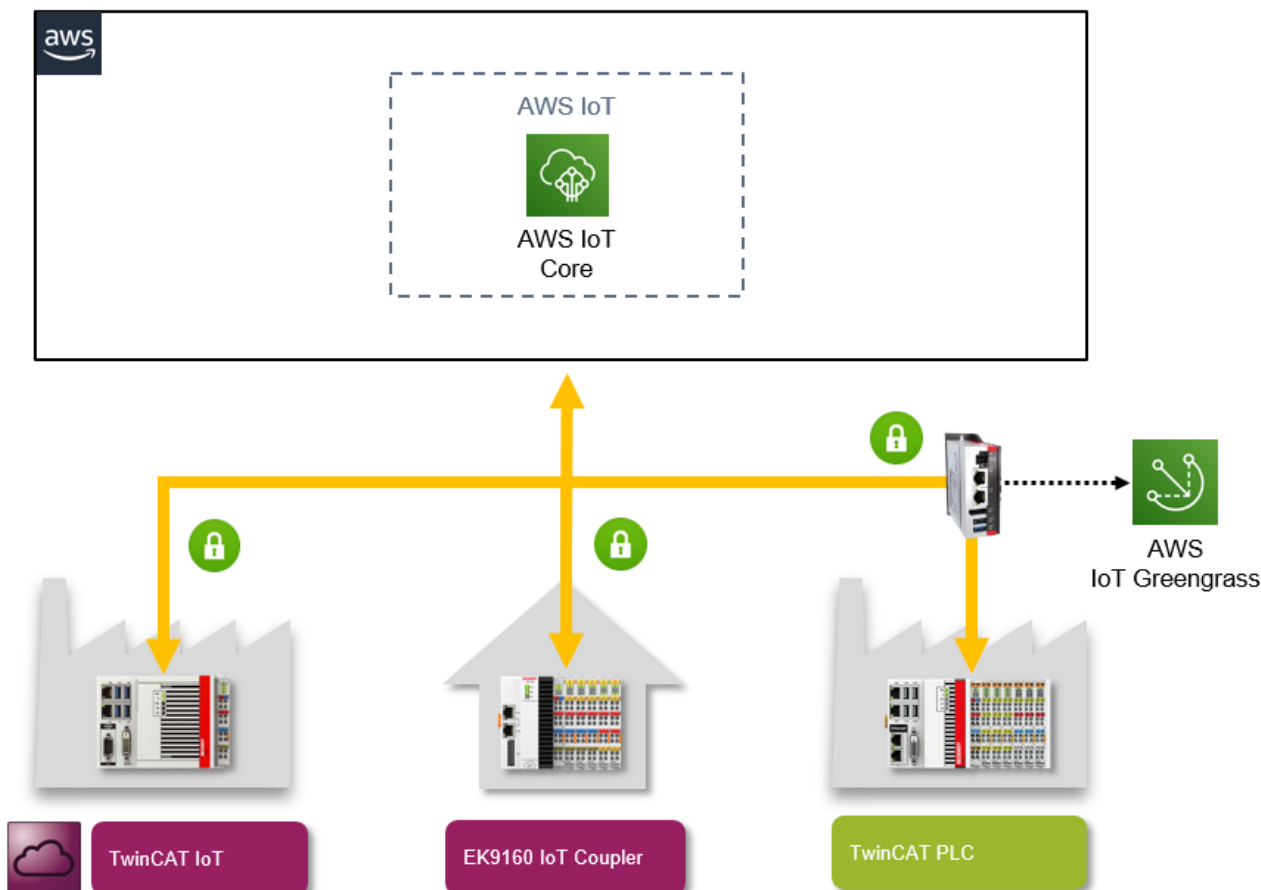 aws
AWS IoT
AWS IoT
Core
AWS
IoT Greengrass
TwinCAT IoT
EK9160 IoT Coupler
TwinCAT PLC